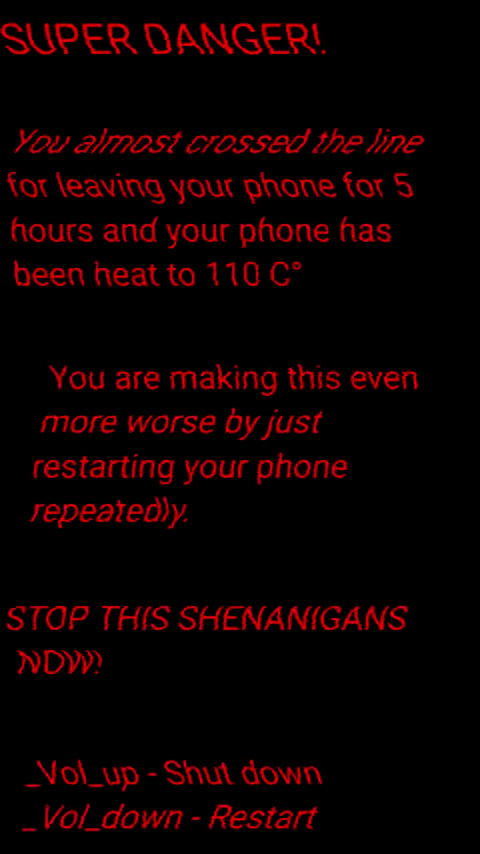 SUPER DANGER!
You almost crossed the line
for leaving your phone for 5
hours and your phone has
been heat to 110 C°
You are making this even
more worse by just
restarting your phone
repeatedly.
STOP THIS SHENANIGANS
NOW!
_Vol_up - Shut down
_Vol_down - Restart